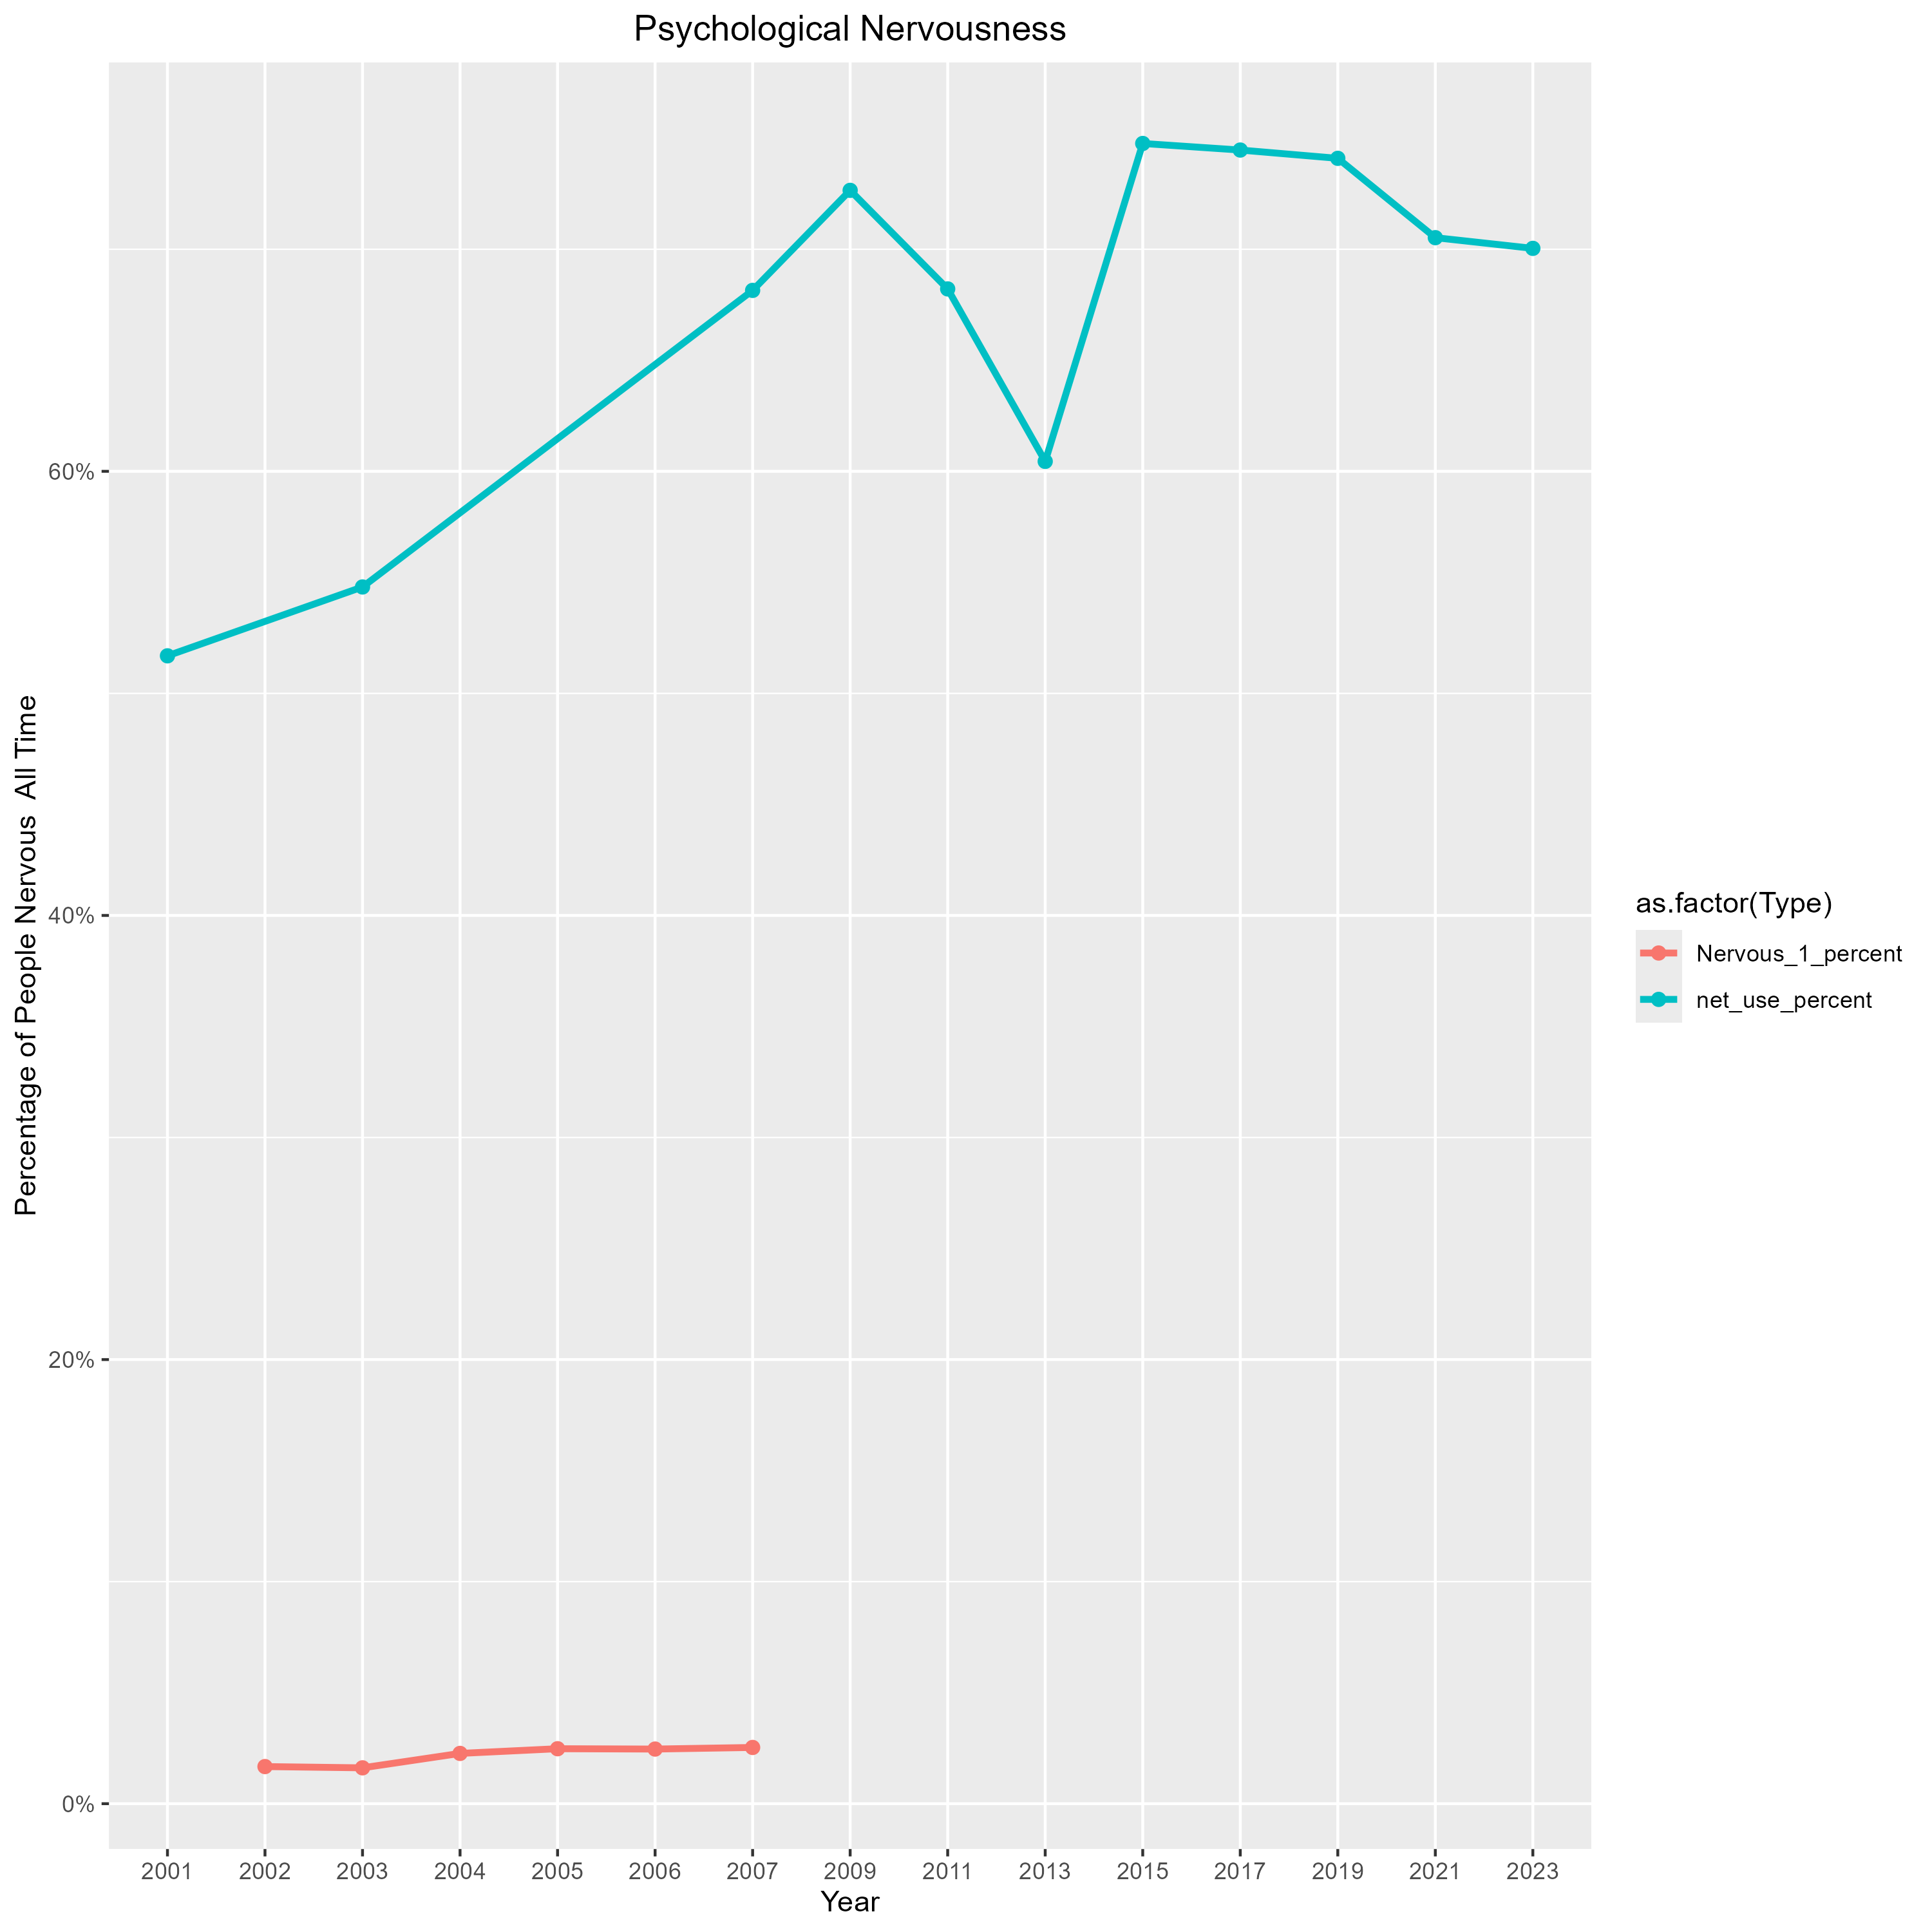 Psychological Nervousness
Percentage of People Nervous  All Time
60%
40%
20%
0%
2001 2002 2003 2004 2005 2006 2007 2009 2011 2013 2015 2017 2019 2021 2023
Year
as.factor(Type)
Nervous_1_percent
net_use_percent